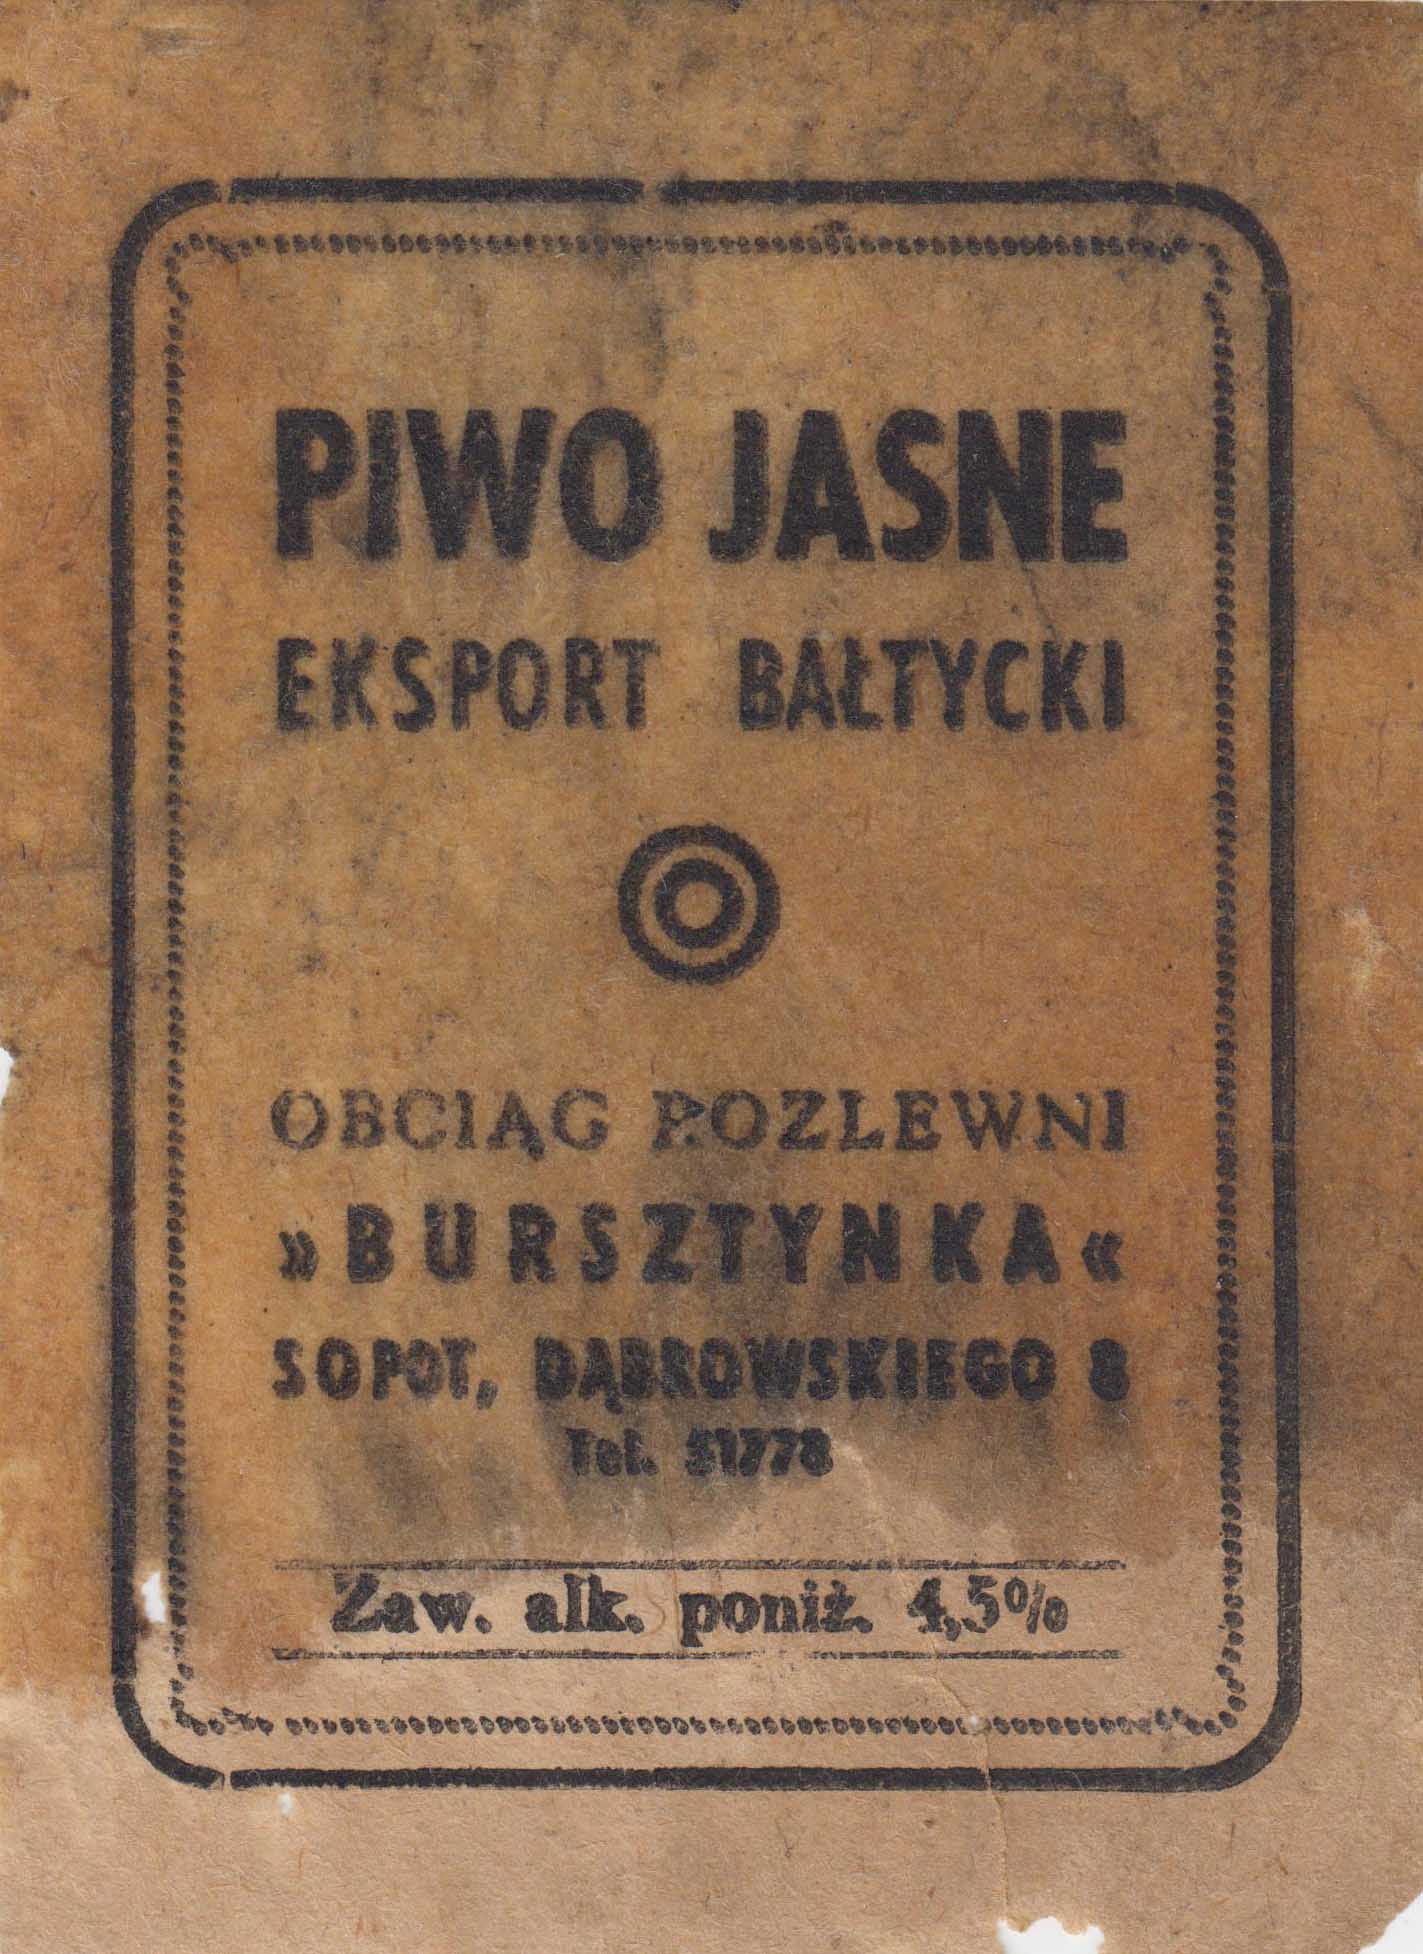 PIWO JASNE
EKSPORT BAŁTYCKI
OBCIĄG ROZLEWNI
»BURSZTYNKA«
SOPOT, DĄBROWSKIEGO 8
Tel. 51778
Zaw. alk. poniż. 4,5%